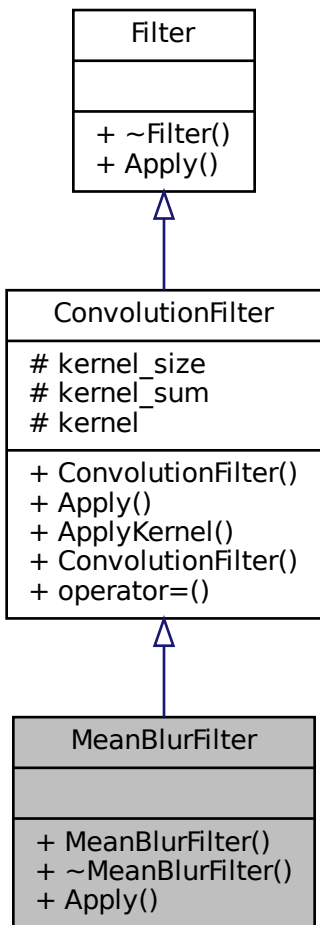 Filter
+ ~Filter()
+ Apply()
ConvolutionFilter
# kernel_size
# kernel_sum
# kernel
+ ConvolutionFilter()
+ Apply()
+ ApplyKernel()
+ ConvolutionFilter()
+ operator=()
MeanBlurFilter
+ MeanBlurFilter()
+ ~MeanBlurFilter()
+ Apply()